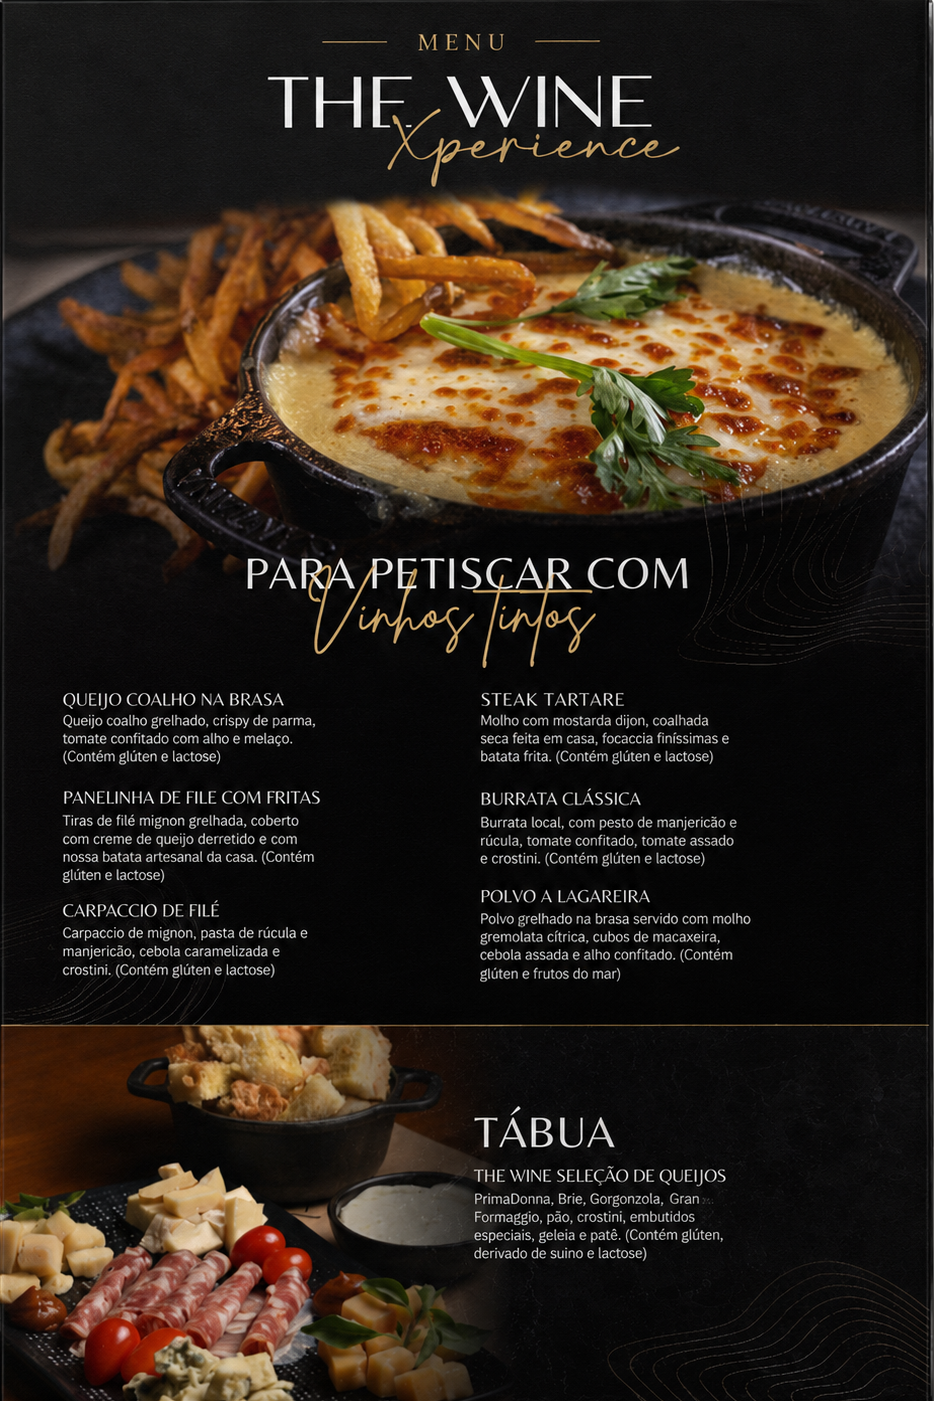 MENU
THE WINE
Xperience
PARA PETISCAR COM
Vinhos tintos
QUEIJO COALHO NA BRASA
Queijo coalho grelhado, crispy de parma,
tomate confitado com alho e melaço.
(Contém glúten e lactose)
PANELINHA DE FILE COM FRITAS
Tiras de filé mignon grelhada, coberto
com creme de queijo derretido e com
nossa batata artesanal da casa. (Contém
glúten e lactose)
CARPACCIO DE FILÉ
Carpaccio de mignon, pasta de rúcula e
manjericão, cebola caramelizada e
crostini. (Contém glúten e lactose)
STEAK TARTARE
Molho com mostarda dijon, coalhada
seca feita em casa, focaccia finíssimas e
batata frita. (Contém glúten e lactose)
BURRATA CLÁSSICA
Burrata local, com pesto de manjericão e
rúcula, tomate confitado, tomate assado
e crostini. (Contém glúten e lactose)
POLVO A LAGAREIRA
Polvo grelhado na brasa servido com molho
gremolata cítrica, cubos de macaxeira,
cebola assada e alho confitado. (Contém
glúten e frutos do mar)
TÁBUA
THE WINE SELEÇÃO DE QUEIJOS
PrimaDonna, Brie, Gorgonzola, Gran
Formaggio, pão, crostini, embutidos
especiais, geleia e patê. (Contém glúten,
derivado de suino e lactose)